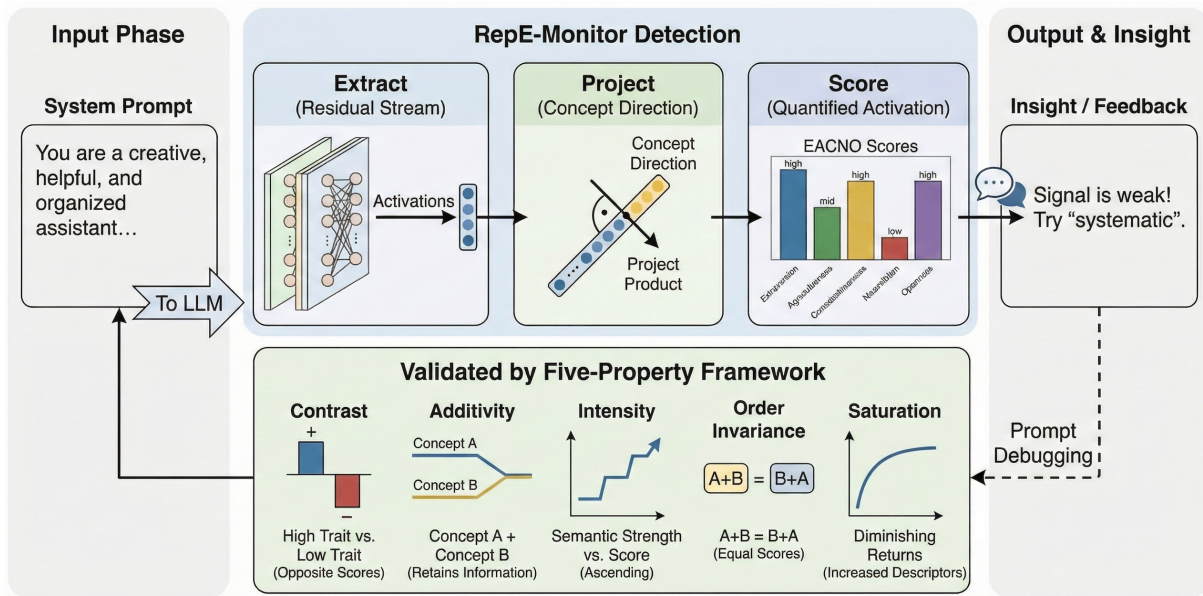 Input Phase
System Prompt
You are a creative,
helpful, and
organized
assistant...
To LLM
RepE-Monitor Detection
Extract
(Residual Stream)
Activations
Project
(Concept Direction)
Concept
Direction
Project
Product
Score
(Quantified Activation)
EACNO Scores
high
mid
high
low
high
Output & Insight
Insight / Feedback
Signal is weak!
Try “systematic”.
Prompt
Debugging
Validated by Five-Property Framework
Contrast
+
−
High Trait vs.
Low Trait
(Opposite Scores)
Additivity
Concept A
Concept B
Concept A +
Concept B
(Retains Information)
Intensity
Semantic Strength
vs. Score
(Ascending)
Order
Invariance
A+B = B+A
A+B = B+A
(Equal Scores)
Saturation
Diminishing
Returns
(Increased Descriptors)